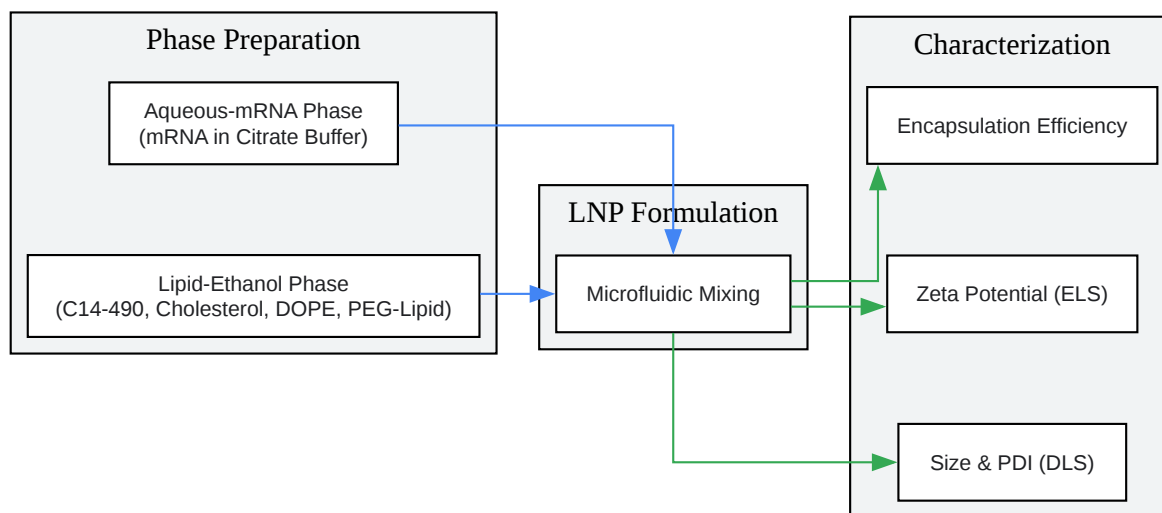 Phase Preparation
Aqueous-mRNA Phase
(mRNA in Citrate Buffer)
Lipid-Ethanol Phase
(C14-490, Cholesterol, DOPE, PEG-Lipid)
LNP Formulation
Microfluidic Mixing
Characterization
Encapsulation Efficiency
Zeta Potential (ELS)
Size & PDI (DLS)